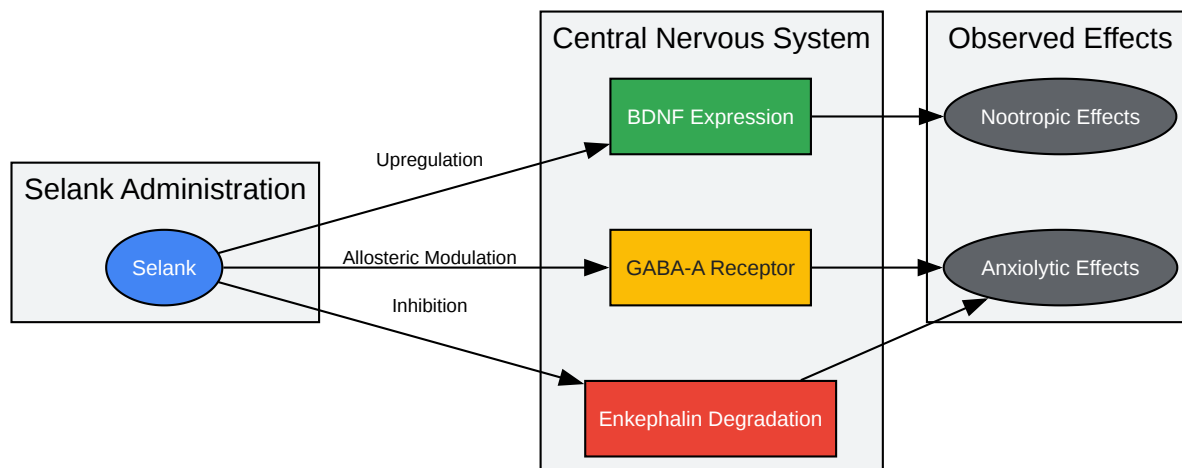 Selank Administration
Selank
Upregulation
Allosteric Modulation
Inhibition
Central Nervous System
BDNF Expression
GABA-A Receptor
Enkephalin Degradation
Observed Effects
Nootropic Effects
Anxiolytic Effects